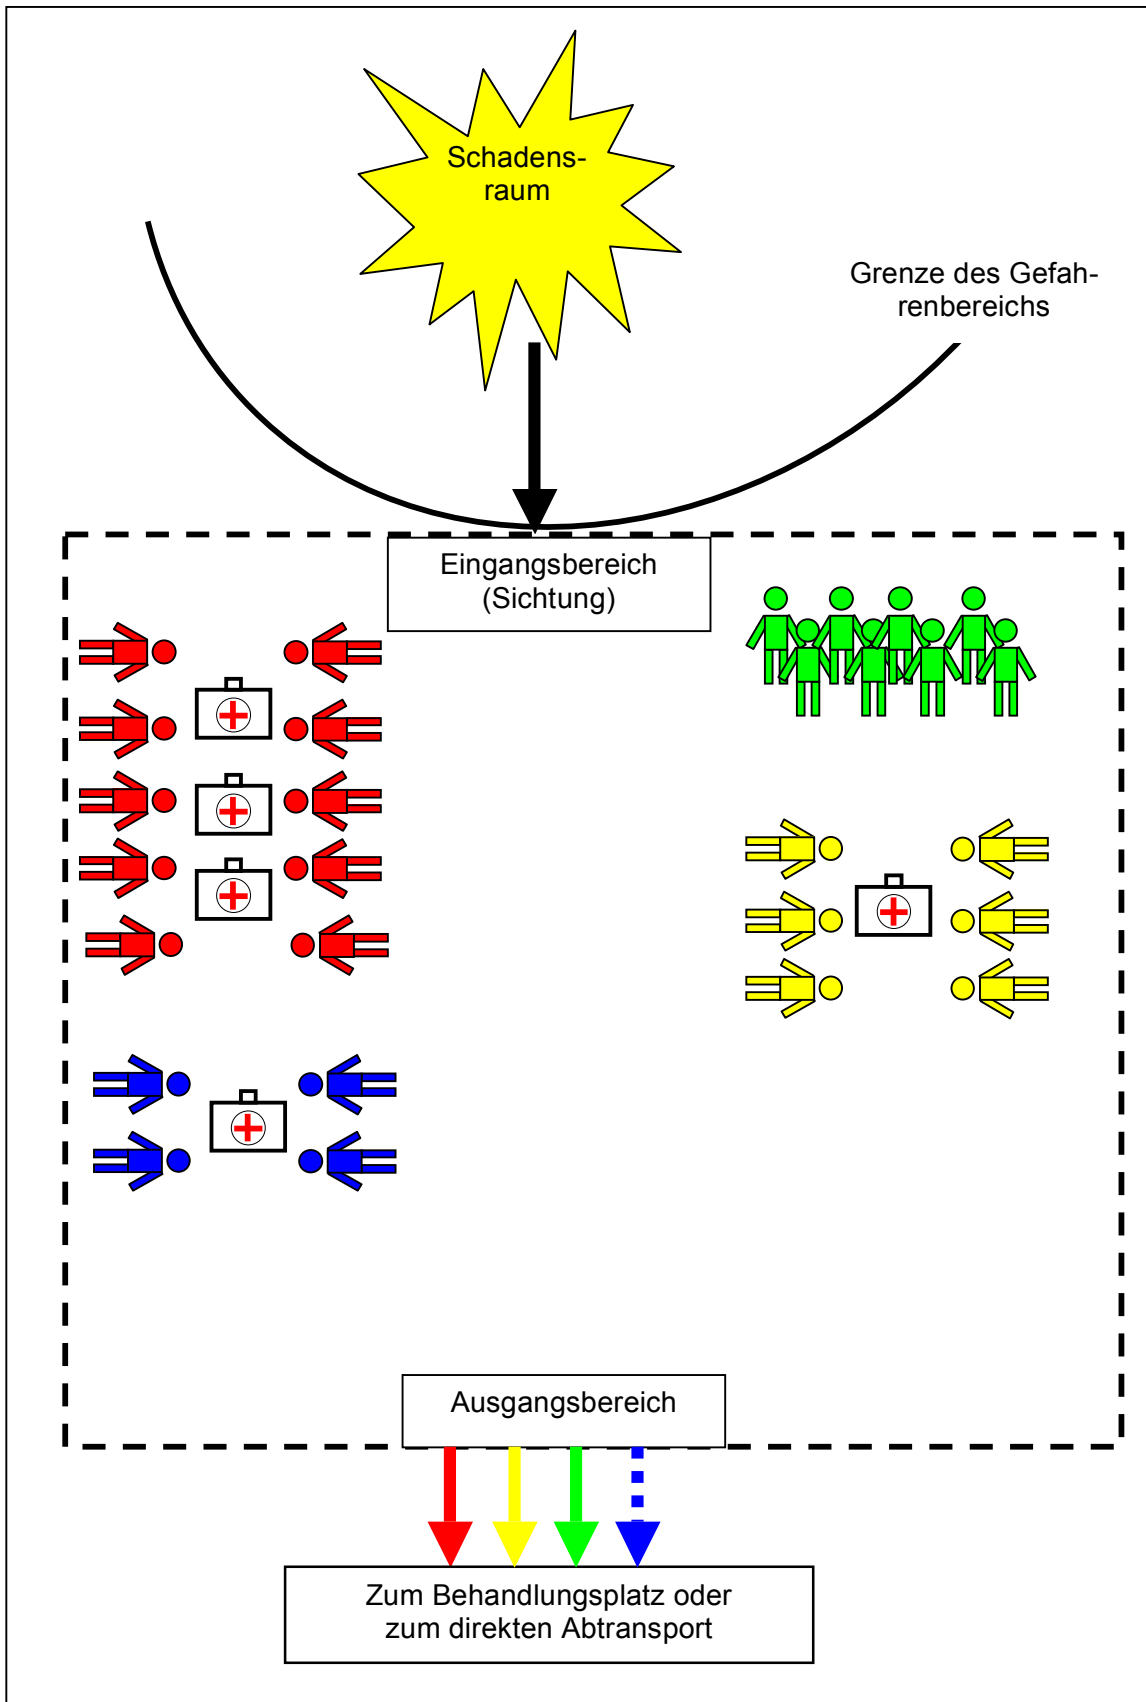 Schadens-
raum
Grenze des Gefah-
renbereichs
Eingangsbereich
(Sichtung)
Ausgangsbereich
Zum Behandlungsplatz oder
zum direkten Abtransport